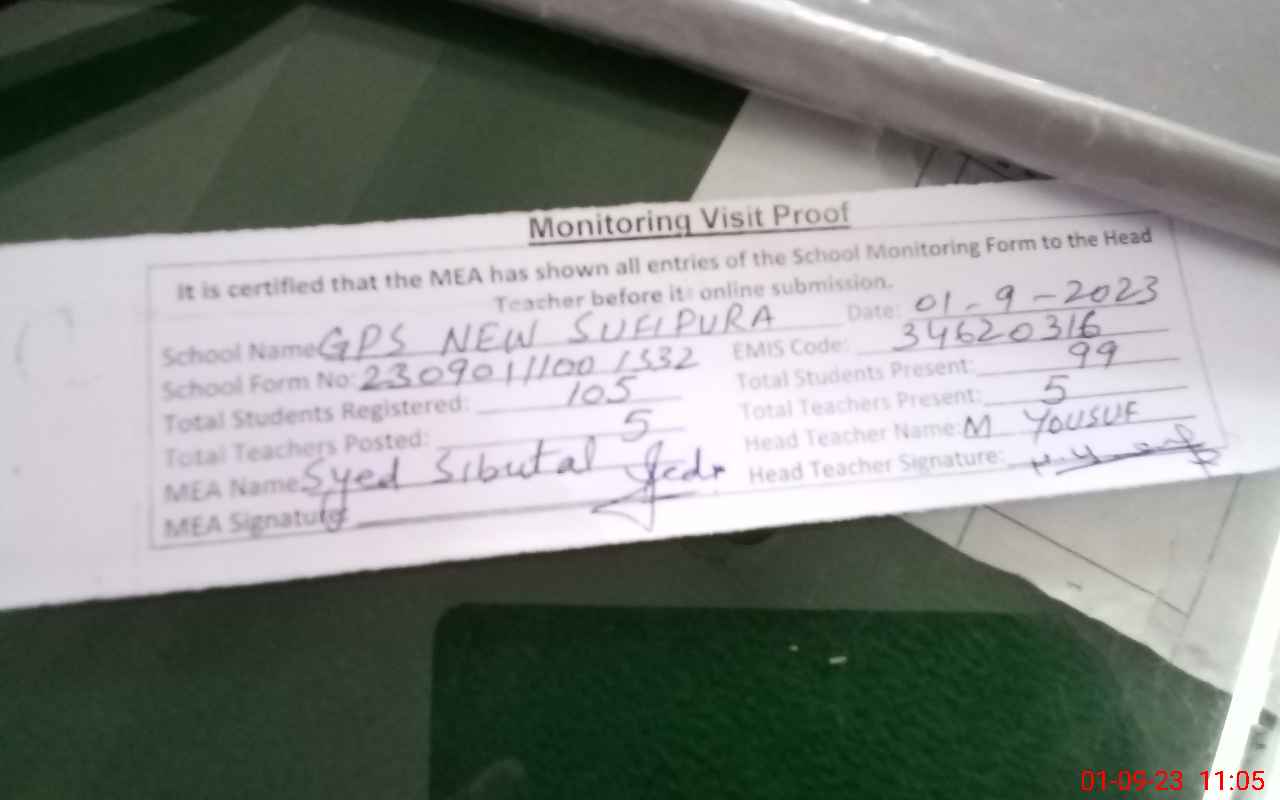 Monitoring Visit Proof
It is certified that the MEA has shown all entries of the School Monitoring Form to the Head
Teacher before its online submission.
School Name: GPS NEW SUFIPURA Date: 01-9-2023
School Form No: 23090111001532 EMIS Code: 34620316
Total Students Registered: 105 Total Students Present: 99
Total Teachers Posted: 5 Total Teachers Present: 5
MEA Name: Syed Sibutal Head Teacher Name: M YOUSUF
MEA Signature Head Teacher Signature:
01-09-23 11:05